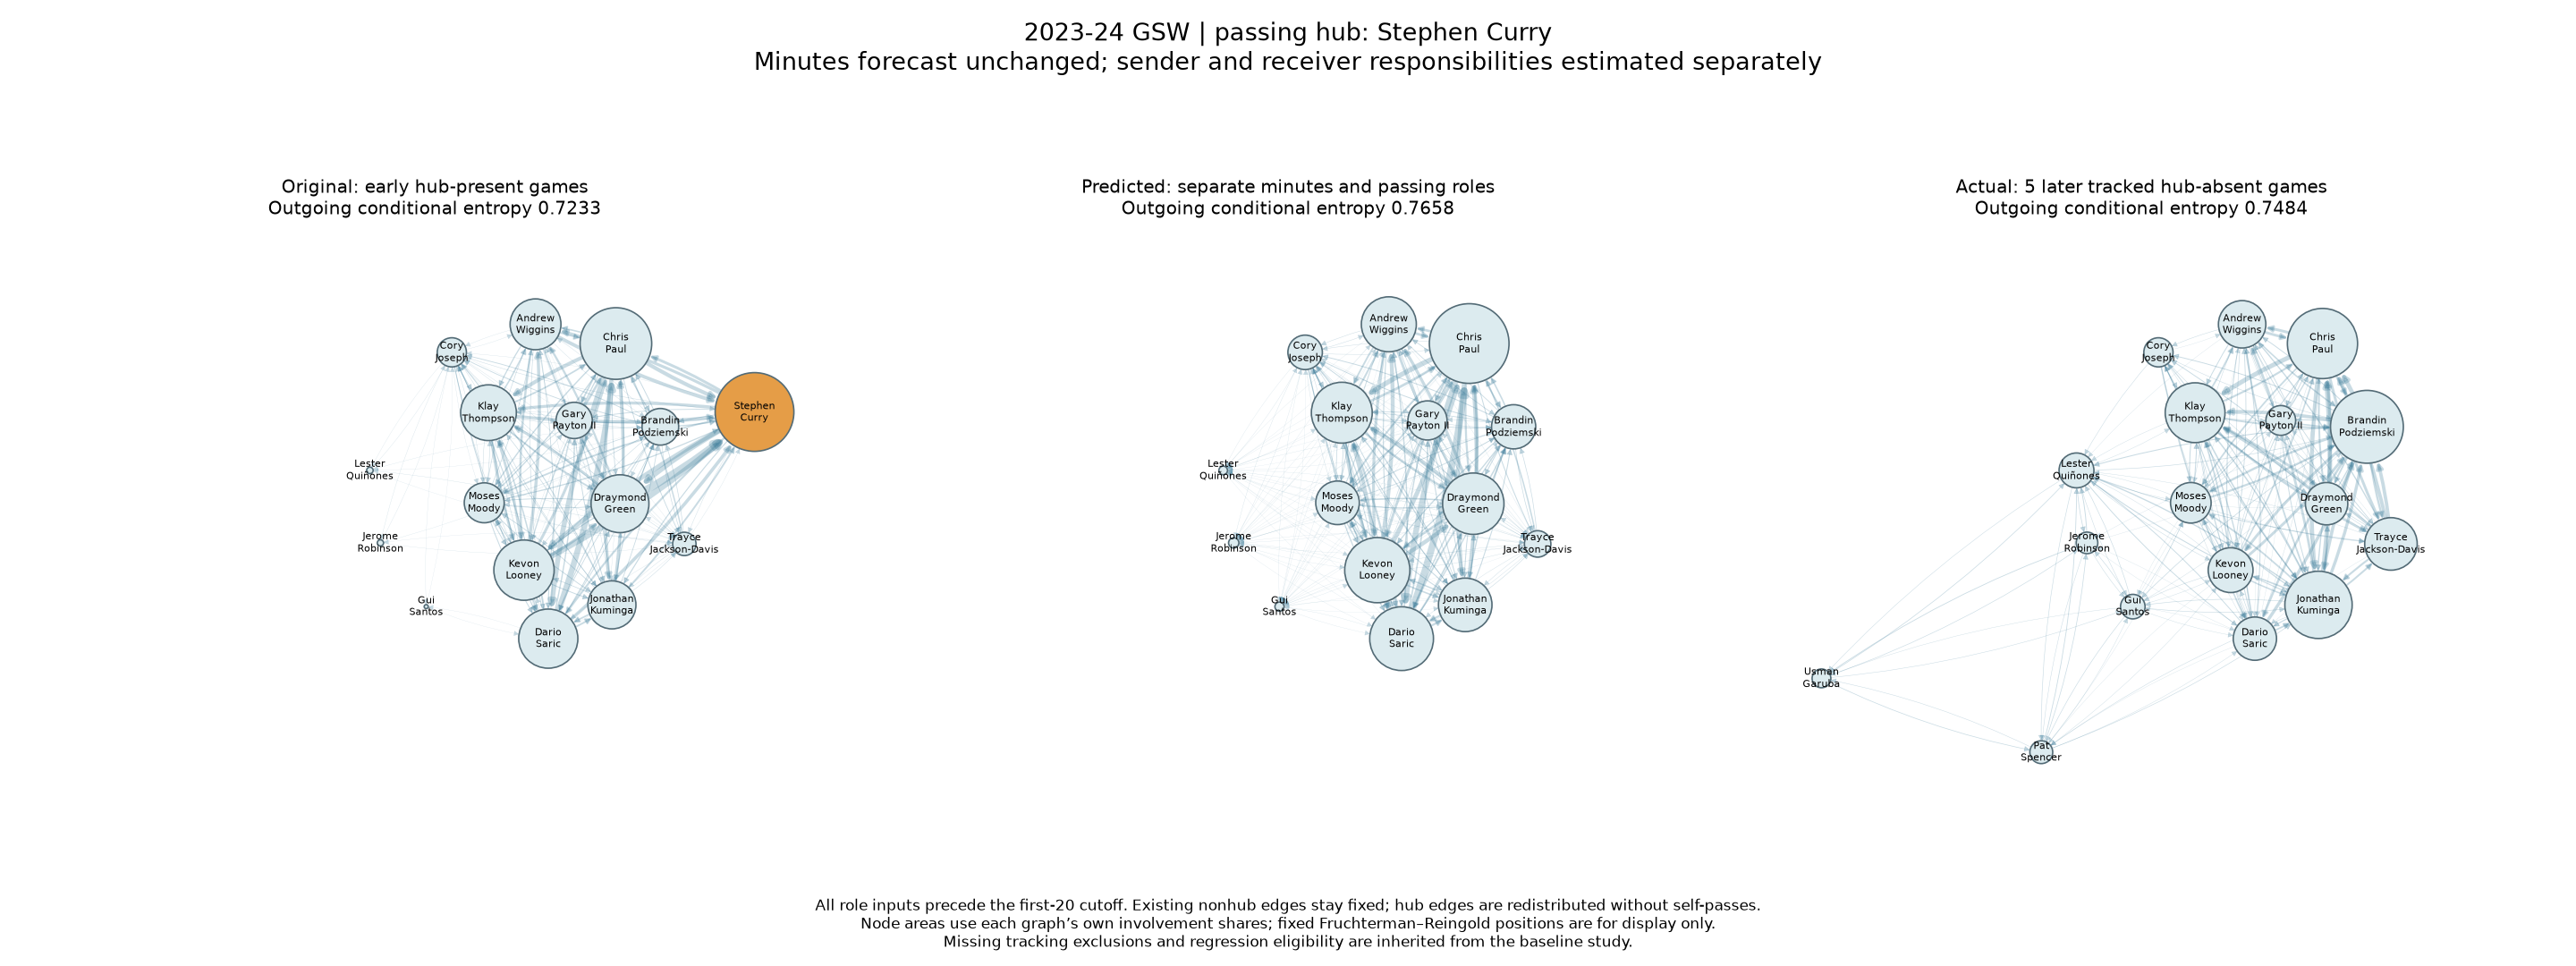 2023-24 GSW | passing hub: Stephen Curry
Minutes forecast unchanged; sender and receiver responsibilities estimated separately
Original: early hub-present games
Outgoing conditional entropy 0.7233
Andrew
Wiggins
Chris
Paul
Cory
Joseph
Stephen
Curry
Klay
Thompson
Gary
Payton II
Brandin
Podziemski
Lester
Quiñones
Moses
Moody
Draymond
Green
Jerome
Robinson
Trayce
Jackson-Davis
Kevon
Looney
Gui
Santos
Jonathan
Kuminga
Dario
Saric
Predicted: separate minutes and passing roles
Outgoing conditional entropy 0.7658
Andrew
Wiggins
Chris
Paul
Cory
Joseph
Klay
Thompson
Gary
Payton II
Brandin
Podziemski
Lester
Quiñones
Moses
Moody
Draymond
Green
Jerome
Robinson
Trayce
Jackson-Davis
Kevon
Looney
Gui
Santos
Jonathan
Kuminga
Dario
Saric
Actual: 5 later tracked hub-absent games
Outgoing conditional entropy 0.7484
Andrew
Wiggins
Chris
Paul
Cory
Joseph
Klay
Thompson
Gary
Payton II
Brandin
Podziemski
Lester
Quiñones
Moses
Moody
Draymond
Green
Jerome
Robinson
Trayce
Jackson-Davis
Kevon
Looney
Gui
Santos
Jonathan
Kuminga
Dario
Saric
Usman
Garuba
Pat
Spencer
All role inputs precede the first-20 cutoff. Existing nonhub edges stay fixed; hub edges are redistributed without self-passes.
Node areas use each graph’s own involvement shares; fixed Fruchterman–Reingold positions are for display only.
Missing tracking exclusions and regression eligibility are inherited from the baseline study.